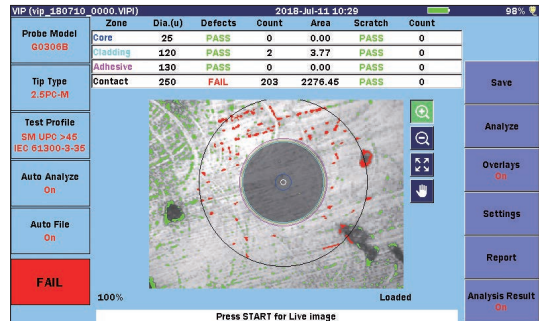 VIP (vip_180710_0000.VIPI) 2018-Jul-11 10:29 98%
Probe Model
G0306B
Tip Type
2.5PC-M
Test Profile
SM UPC >45
IEC 61300-3-35
Auto Analyze
On
Auto File
On
FAIL
Zone Dia.(u) Defects Count Area Scratch Count
Core 25 PASS 0 0.00 PASS 0
Cladding 120 PASS 2 3.77 PASS 0
Adhesive 130 PASS 0 0.00 PASS 0
Contact 250 FAIL 203 2276.45 PASS 0
100% Loaded
Press START for Live image
Save
Analyze
Overlays
On
Settings
Report
Analysis Result
On